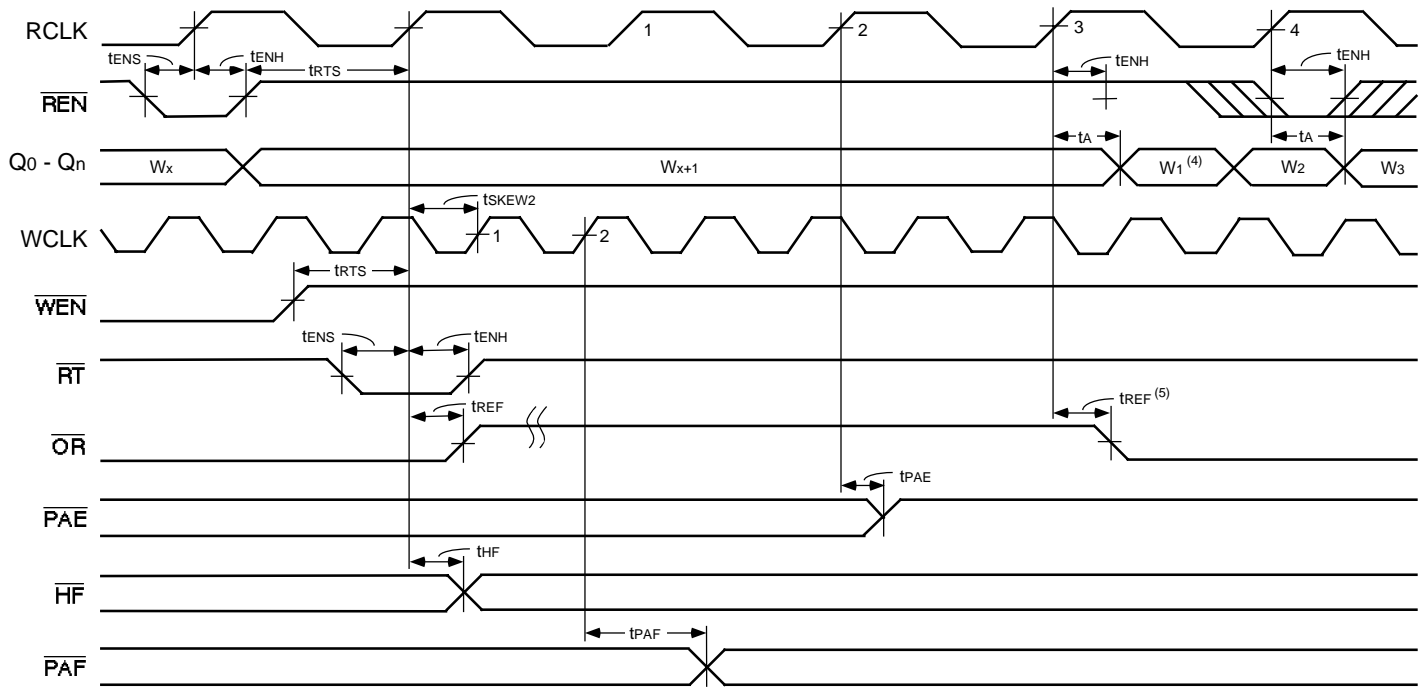 RCLK 1 2 3 4
tENS tENH tRTS tENH tENH
REN
tA tA
Q0 - Qn Wx Wx+1 W1 (4) W2 W3
tSKEW2
WCLK 1 2
tRTS
WEN
tENS tENH
RT
tREF tREF (5)
OR
tPAE
PAE
tHF
HF
tPAF
PAF